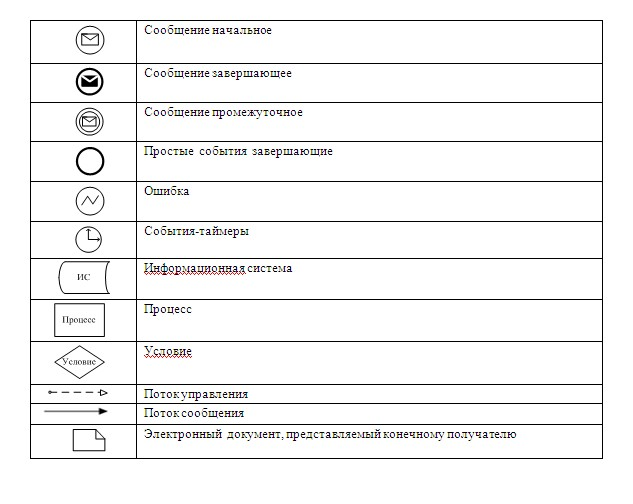 Сообщение начальное
Сообщение завершающее
Сообщение промежуточное
Простые события завершающие
Ошибка
События-таймеры
ИС
Информационная система
Процесс
Процесс
Условие
Условие
Поток управления
Поток сообщения
Электронный документ, представляемый конечному получателю